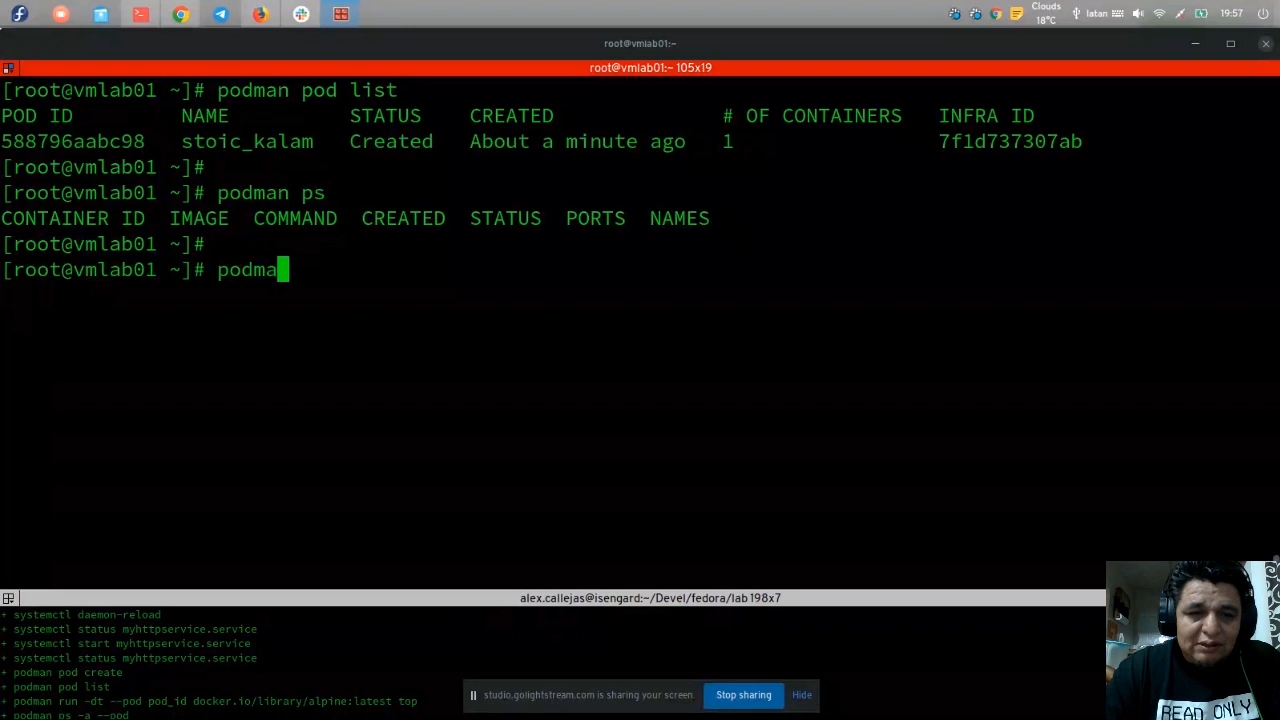 Clouds
18°C
latan
19:57
root@vmlab01:~
root@vmlab01:~ 105x19
[root@vmlab01 ~]# podman pod list
POD ID NAME STATUS CREATED # OF CONTAINERS INFRA ID
588796aabc98 stoic_kalam Created About a minute ago 1 7f1d737307ab
[root@vmlab01 ~]#
[root@vmlab01 ~]# podman ps
CONTAINER ID IMAGE COMMAND CREATED STATUS PORTS NAMES
[root@vmlab01 ~]#
[root@vmlab01 ~]# podma
alex.callejas@isengard:~/Devel/fedora/lab 198x7
+ systemctl daemon-reload
+ systemctl status myhttpservice.service
+ systemctl start myhttpservice.service
+ systemctl status myhttpservice.service
+ podman pod create
+ podman pod list
+ podman run -dt --pod pod_id docker.io/library/alpine:latest top
+ podman ps -a --pod
studio.golightstream.com is sharing your screen.
Stop sharing
Hide
READ ONLY